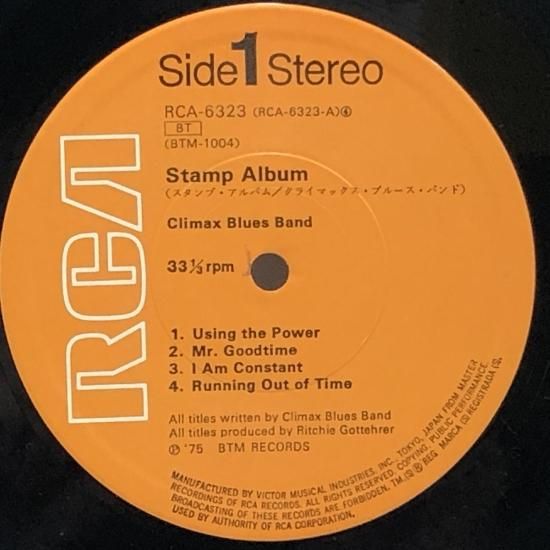 Side 1 Stereo
RCA-6323 (RCA-6323-A)④
BT
(BTM-1004)
Stamp Album
(スタンプ・アルバム/クライマックス・ブルース・バンド)
Climax Blues Band
33⅓ rpm
1. Using the Power
2. Mr. Goodtime
3. I Am Constant
4. Running Out of Time
All titles written by Climax Blues Band
All titles produced by Ritchie Gottehrer
℗ '75 BTM RECORDS
RCA
MANUFACTURED BY VICTOR MUSICAL INDUSTRIES, INC. TOKYO, JAPAN FROM MASTER
RECORDINGS OF RCA RECORDS. ALL RIGHTS RESERVED. COPYING, PUBLIC PERFORMANCE,
BROADCASTING OF THESE RECORDS ARE FORBIDDEN. TM(S) ® REG MARCA (S) REGISTRADA (S).
USED BY AUTHORITY OF RCA CORPORATION.